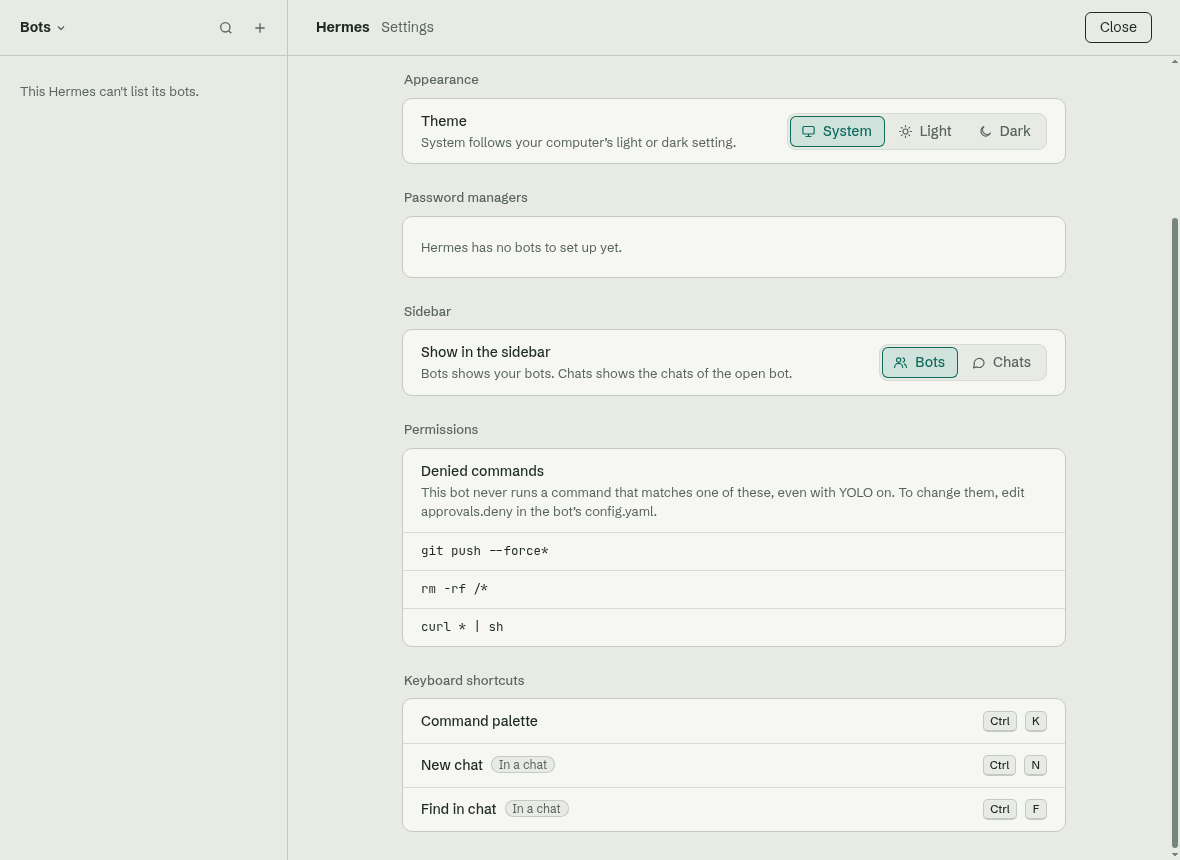 Bots
Hermes Settings
Close
This Hermes can't list its bots.
Appearance
Theme
System follows your computer's light or dark setting.
System
Light
Dark
Password managers
Hermes has no bots to set up yet.
Sidebar
Show in the sidebar
Bots shows your bots. Chats shows the chats of the open bot.
Bots
Chats
Permissions
Denied commands
This bot never runs a command that matches one of these, even with YOLO on. To change them, edit
approvals.deny in the bot's config.yaml.
git push --force*
rm -rf /*
curl * | sh
Keyboard shortcuts
Command palette
Ctrl K
New chat In a chat
Ctrl N
Find in chat In a chat
Ctrl F